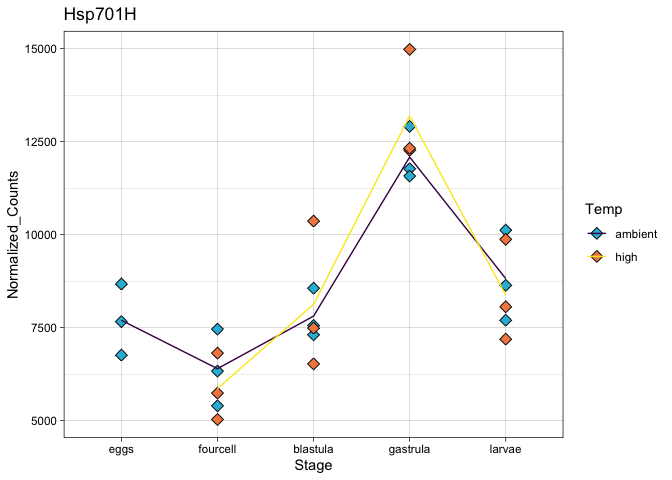 Hsp701H
15000
12500
10000
7500
5000
Normalized_Counts
eggs fourcell blastula gastrula larvae
Stage
Temp
ambient
high